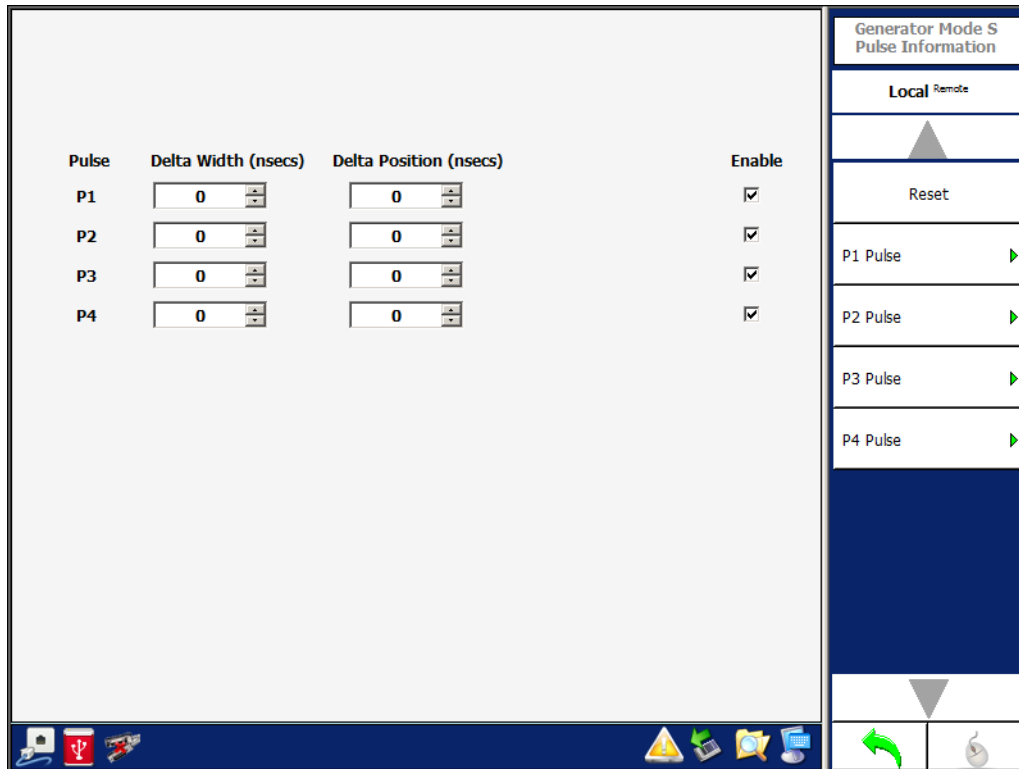 Generator Mode S
Pulse Information
Local Remote
Pulse Delta Width (nsecs) Delta Position (nsecs) Enable
P1 0 0
P2 0 0
P3 0 0
P4 0 0
Reset
P1 Pulse
P2 Pulse
P3 Pulse
P4 Pulse